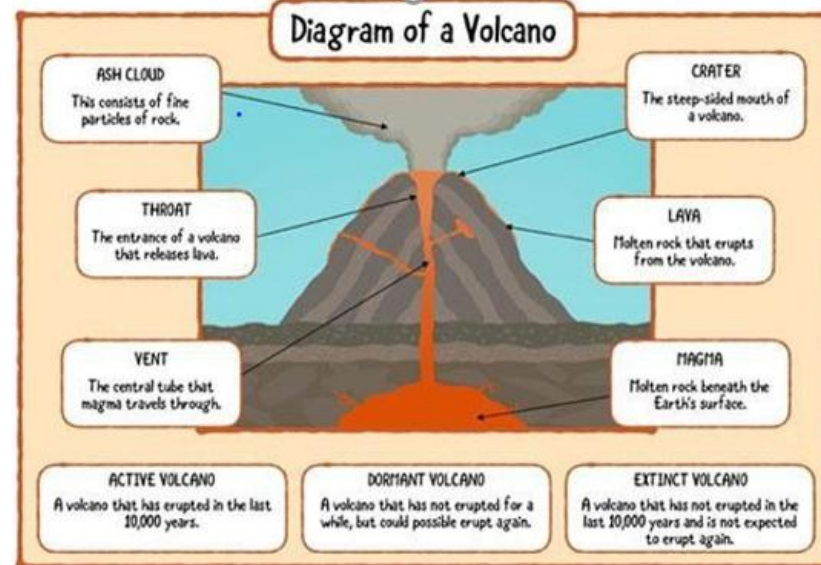 Diagram of a Volcano
ASH CLOUD
This consists of fine
particles of rock.
CRATER
The steep-sided mouth of
a volcano.
THROAT
The entrance of a volcano
that releases lava.
LAVA
Molten rock that erupts
from the volcano.
VENT
The central tube that
magma travels through.
MAGMA
Molten rock beneath the
Earth's surface.
ACTIVE VOLCANO
A volcano that has erupted in the last
10,000 years.
DORMANT VOLCANO
A volcano that has not erupted for a
while, but could possible erupt again.
EXTINCT VOLCANO
A volcano that has not erupted in the
last 10,000 years and is not expected
to erupt again.